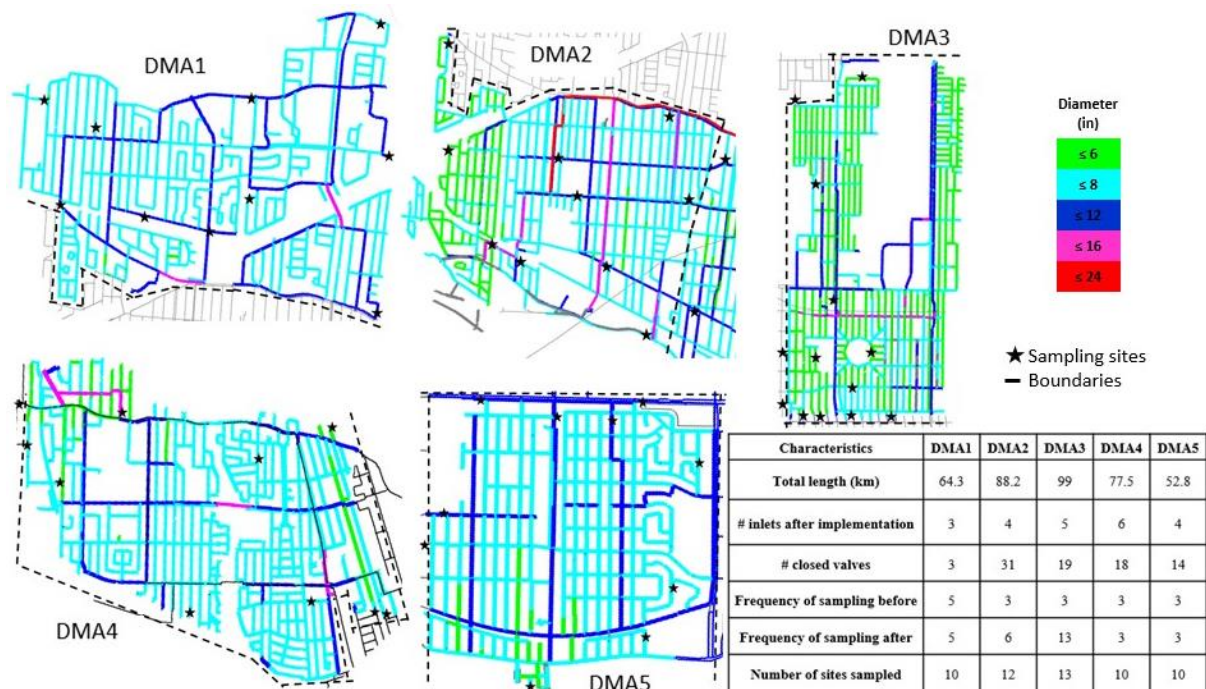 DMA1
DMA2
DMA3
Diameter
(in)
≤ 6
≤ 8
≤ 12
≤ 16
≤ 24
Sampling sites
Boundaries
DMA4
DMA5
Characteristics DMA1 DMA2 DMA3 DMA4 DMA5
Total length (km) 64.3 88.2 99 77.5 52.8
# inlets after implementation 3 4 5 6 4
# closed valves 3 31 19 18 14
Frequency of sampling before 5 3 3 3 3
Frequency of sampling after 5 6 13 3 3
Number of sites sampled 10 12 13 10 10